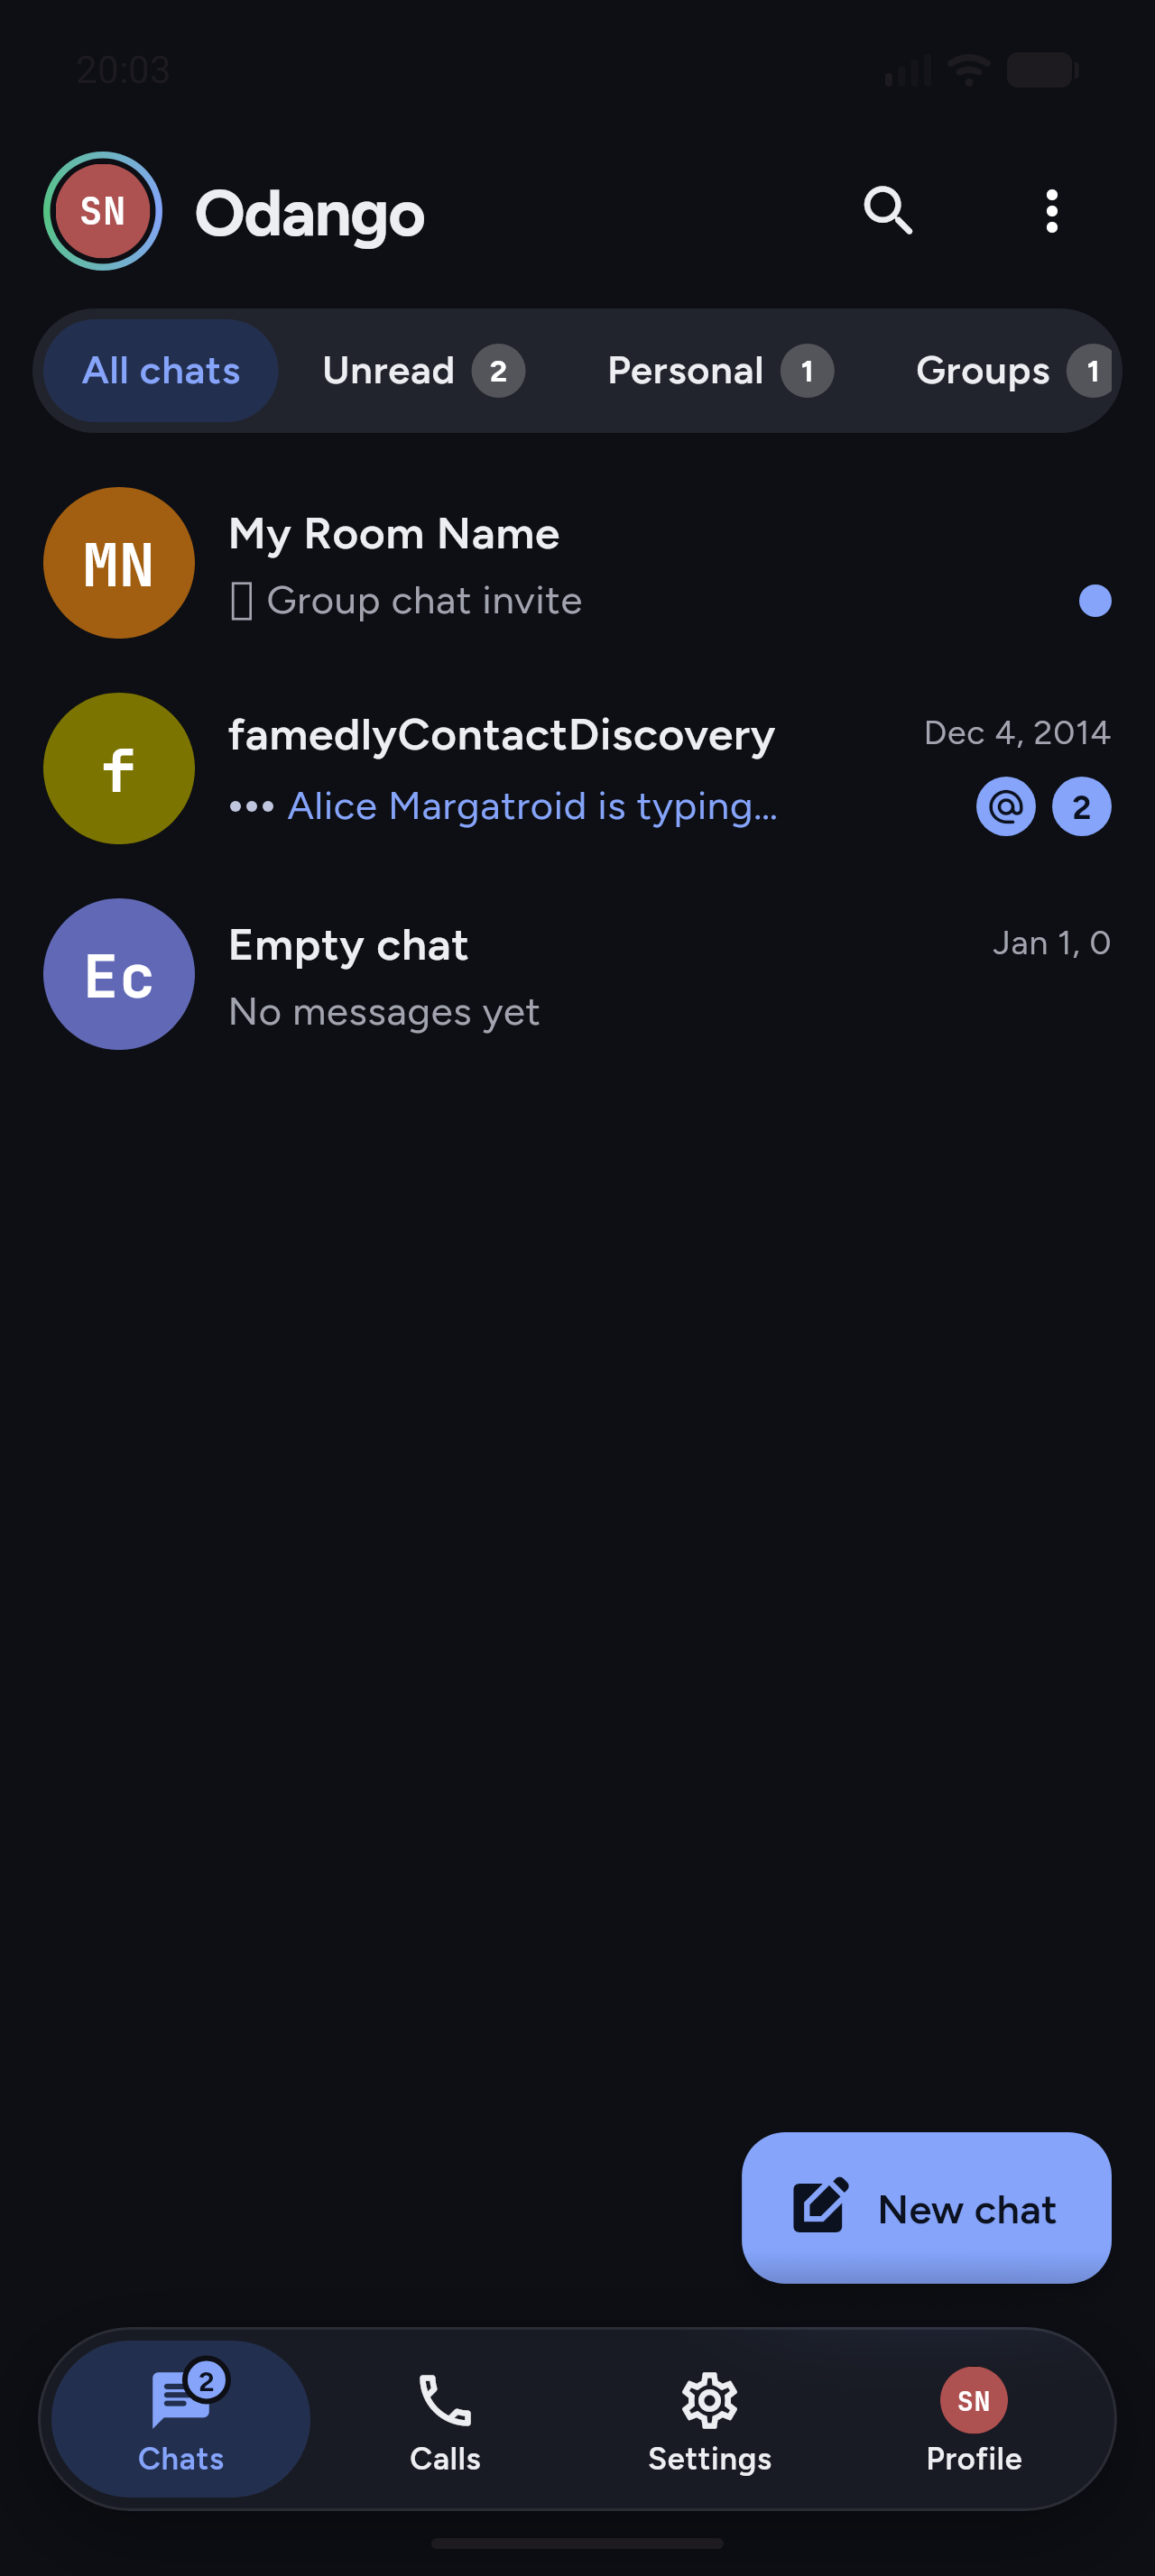 20:03
SN Odango
All chats Unread 2 Personal 1 Groups 1
MN My Room Name
Group chat invite
f famedlyContactDiscovery Dec 4, 2014
••• Alice Margatroid is typing... @ 2
Ec Empty chat Jan 1, 0
No messages yet
New chat
2 SN
Chats Calls Settings Profile